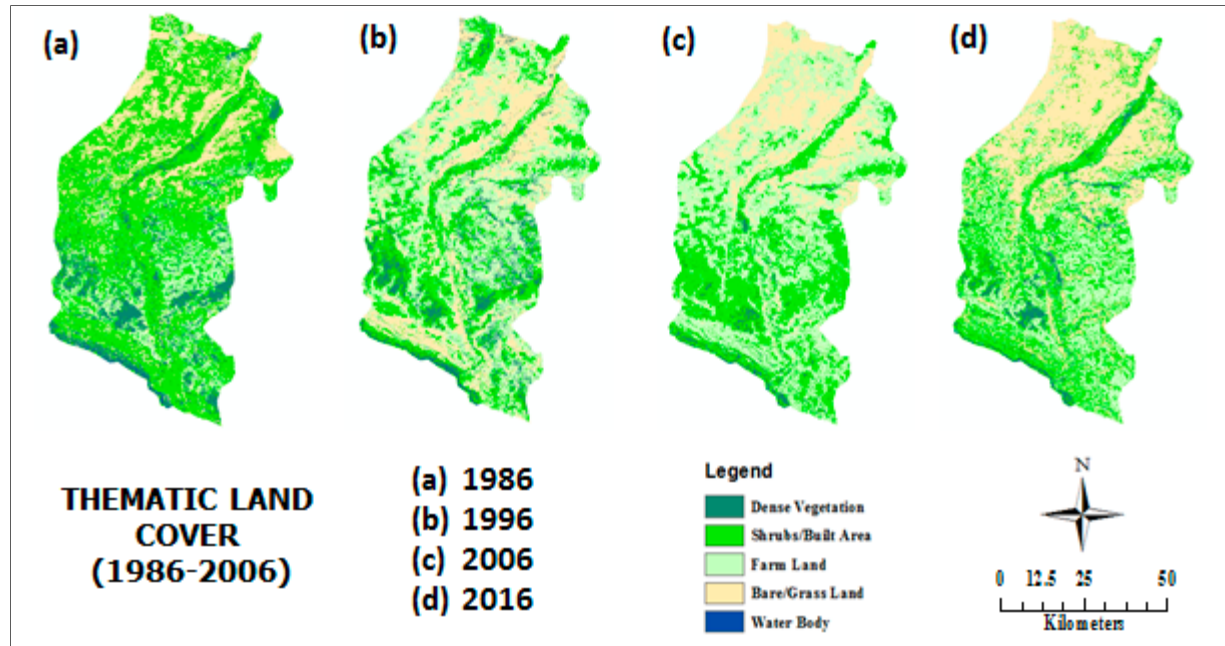 (a)
(b)
(c)
(d)
THEMATIC LAND
COVER
(1986-2006)
(a) 1986
(b) 1996
(c) 2006
(d) 2016
Legend
Dense Vegetation
Shrubs/Built Area
Farm Land
Bare/Grass Land
Water Body
N
0 12.5 25 50
Kilometers